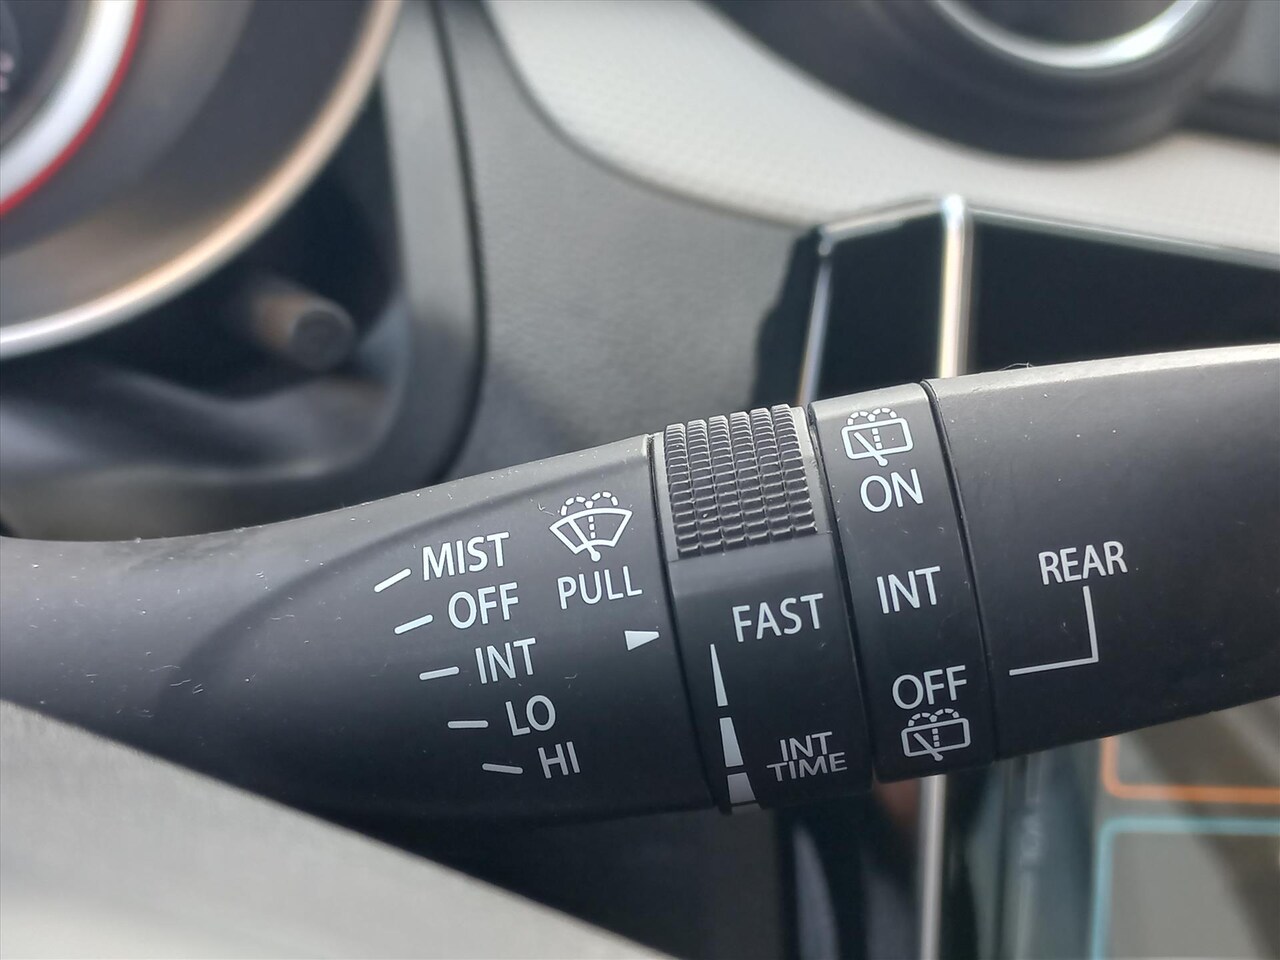 MIST
OFF
INT
LO
HI
PULL
FAST
INT
TIME
ON
INT
OFF
REAR